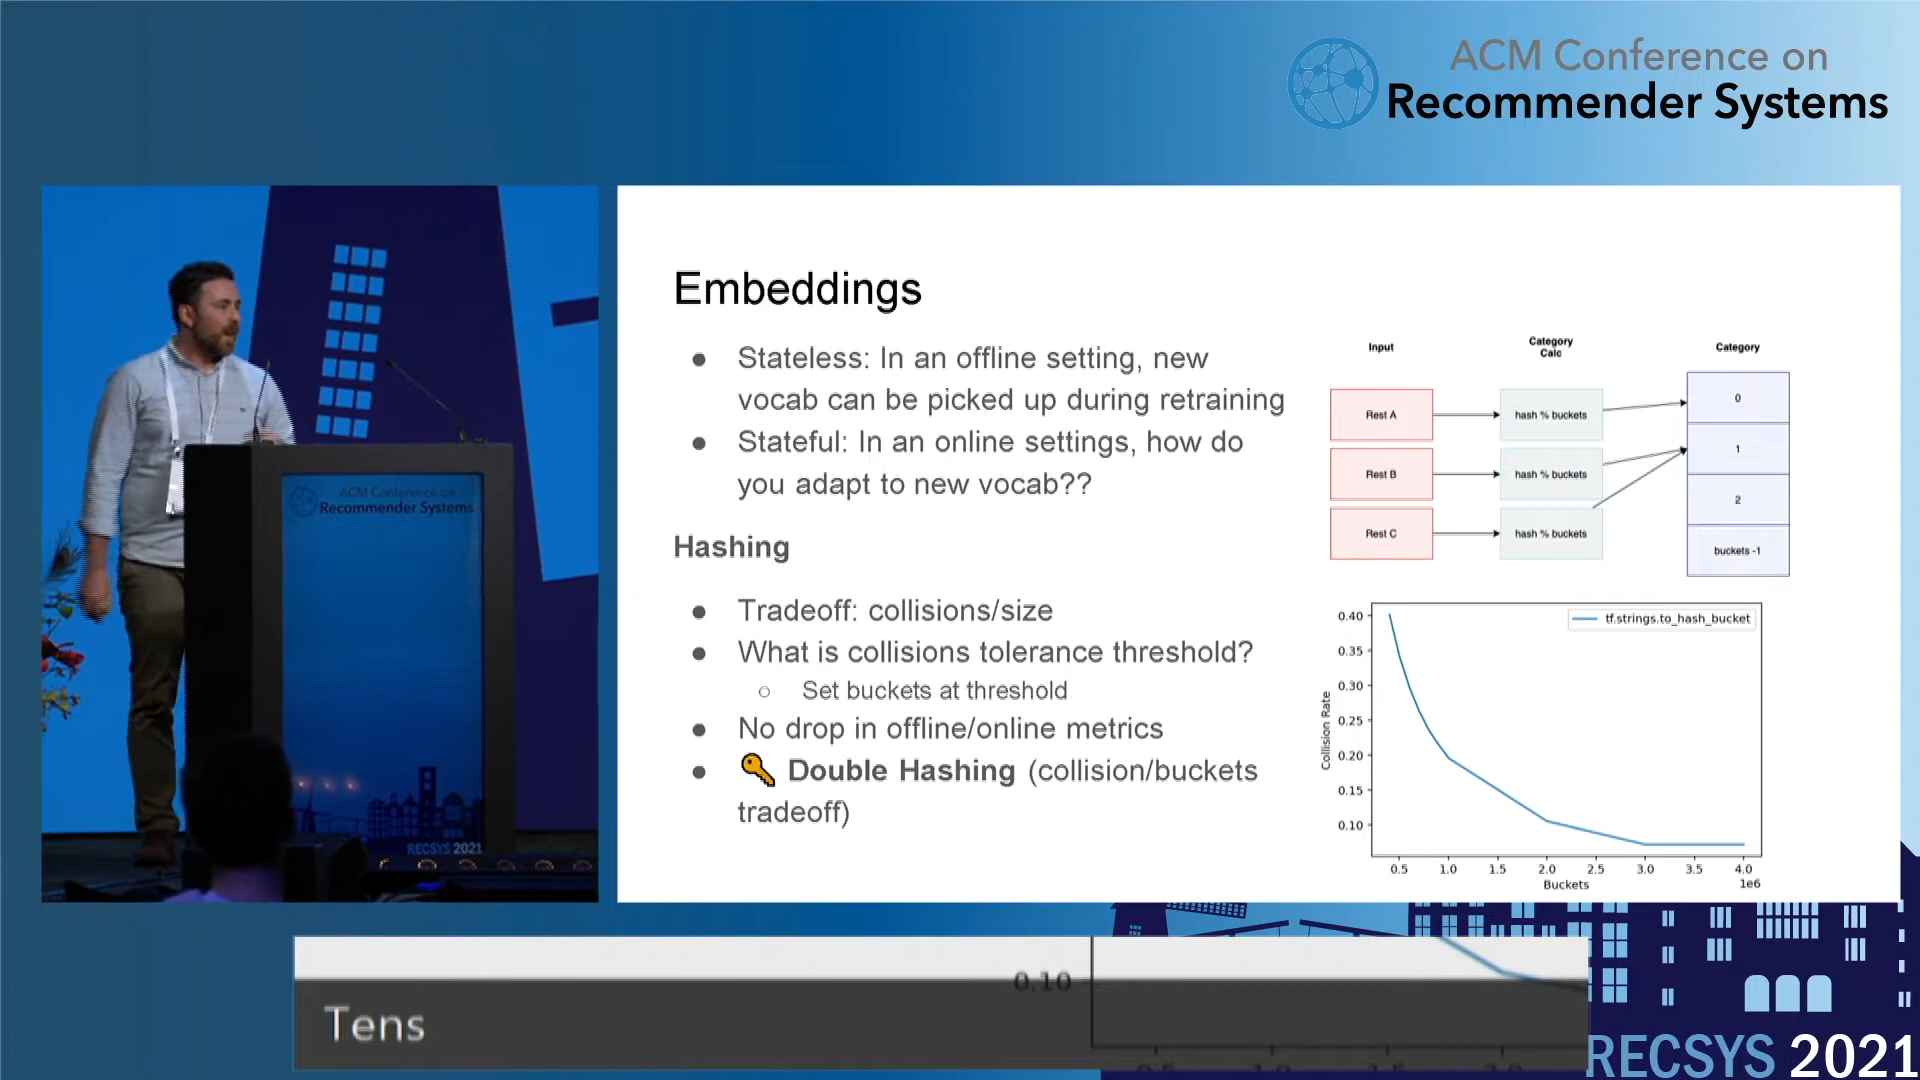 ACM Conference on
Recommender Systems
ACM Conference on
Recommender Systems
RECSYS 2021
Embeddings
● Stateless: In an offline setting, new
vocab can be picked up during retraining
● Stateful: In an online settings, how do
you adapt to new vocab??
Hashing
● Tradeoff: collisions/size
● What is collisions tolerance threshold?
○ Set buckets at threshold
● No drop in offline/online metrics
● 🔑 Double Hashing (collision/buckets
tradeoff)
Input
Category
Calc
Category
Rest A
hash % buckets
0
Rest B
hash % buckets
1
Rest C
hash % buckets
2
buckets -1
tf.strings.to_hash_bucket
Collision Rate
0.40
0.35
0.30
0.25
0.20
0.15
0.10
0.5 1.0 1.5 2.0 2.5 3.0 3.5 4.0
Buckets
1e6
0.10
Tens
RECSYS 2021